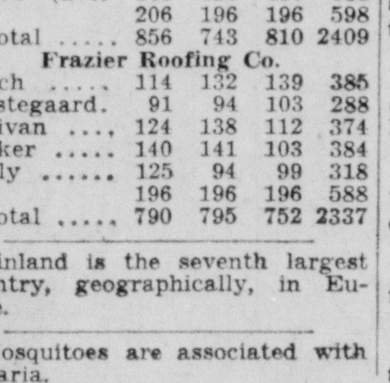 206 196 196 598
otal ..... 856 743 810 2409
Frazier Roofing Co.
ch ..... 114 132 139 385
stegaard. 91 94 103 288
ivan .... 124 138 112 374
ker ..... 140 141 103 384
ly ...... 125 94 99 318
196 196 196 588
otal ..... 790 795 752 2337
inland is the seventh largest
ntry, geographically, in Eu-
e.
osquitoes are associated with
aria.